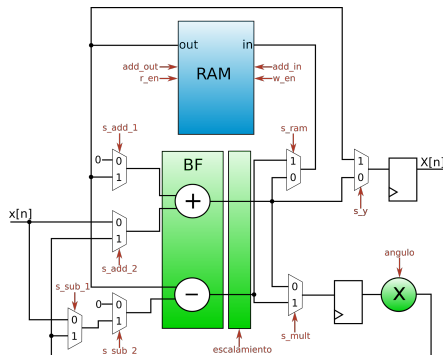 out in
RAM
add_out add_in
r_en w_en
s_add_1 s_ram
0 0
1
BF
1
0
1
0
X[n]
+
x[n]
0
1
s_y
s_add_2
angulo
s_sub_1
−
0
1
X
0 0
1
0
1
s_mult
s_sub_2
escalamiento